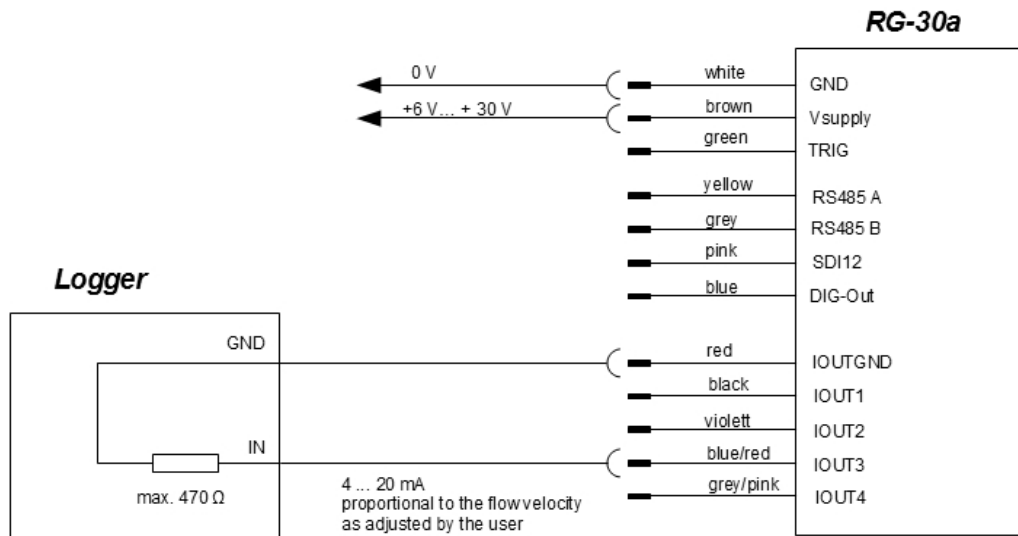 RG-30a
0 V
white
GND
+6 V... + 30 V
brown
Vsupply
green
TRIG
yellow
RS485 A
grey
RS485 B
pink
SDI12
blue
DIG-Out
Logger
GND
red
IOUTGND
black
IOUT1
violett
IOUT2
IN
blue/red
IOUT3
max. 470 Ω
4 ... 20 mA
proportional to the flow velocity
as adjusted by the user
grey/pink
IOUT4